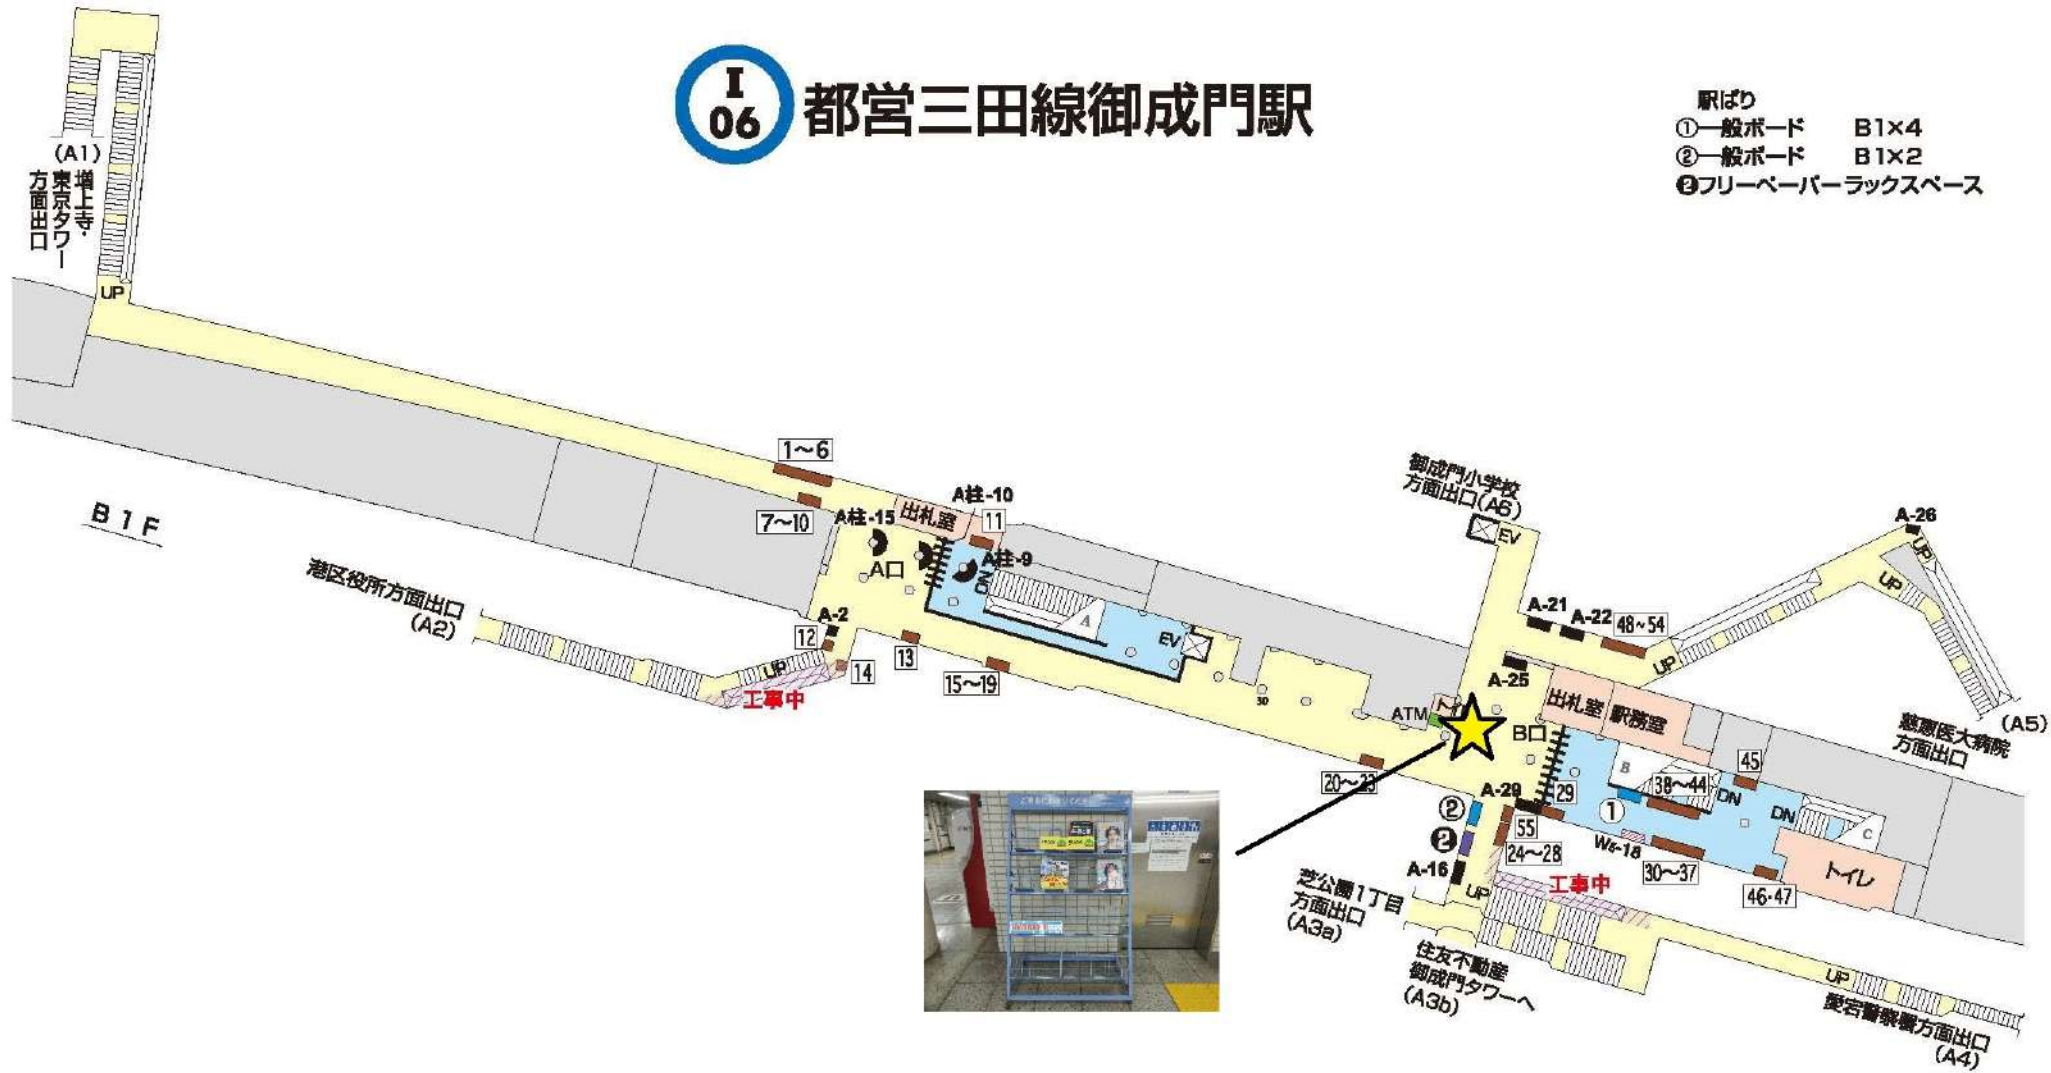 I
06
都営三田線御成門駅
駅ばり
①一般ボード B1×4
②一般ボード B1×2
❷フリーペーパーラックスペース
(A1)
増上寺・
東京タワー
方面出口
UP
B1F
1〜6
7〜10
A柱-15
出札室
A柱-10
11
A柱-9
A口
DN
A
EV
港区役所方面出口
(A2)
A-2
12
UP
14
工事中
13
15〜19
30
御成門小学校
方面出口(A6)
EV
A-21
A-22
48~54
UP
A-26
UP
UP
慈恵医大病院
方面出口
(A5)
A-25
ATM
B口
出札室
駅務室
20〜23
A-29
29
B
38〜44
45
DN
DN
C
②
❷
A-16
55
24〜28
①
30〜37
46・47
トイレ
UP
工事中
芝公園1丁目
方面出口
(A3a)
住友不動産
御成門タワーへ
(A3b)
UP
愛宕警察署方面出口
(A4)